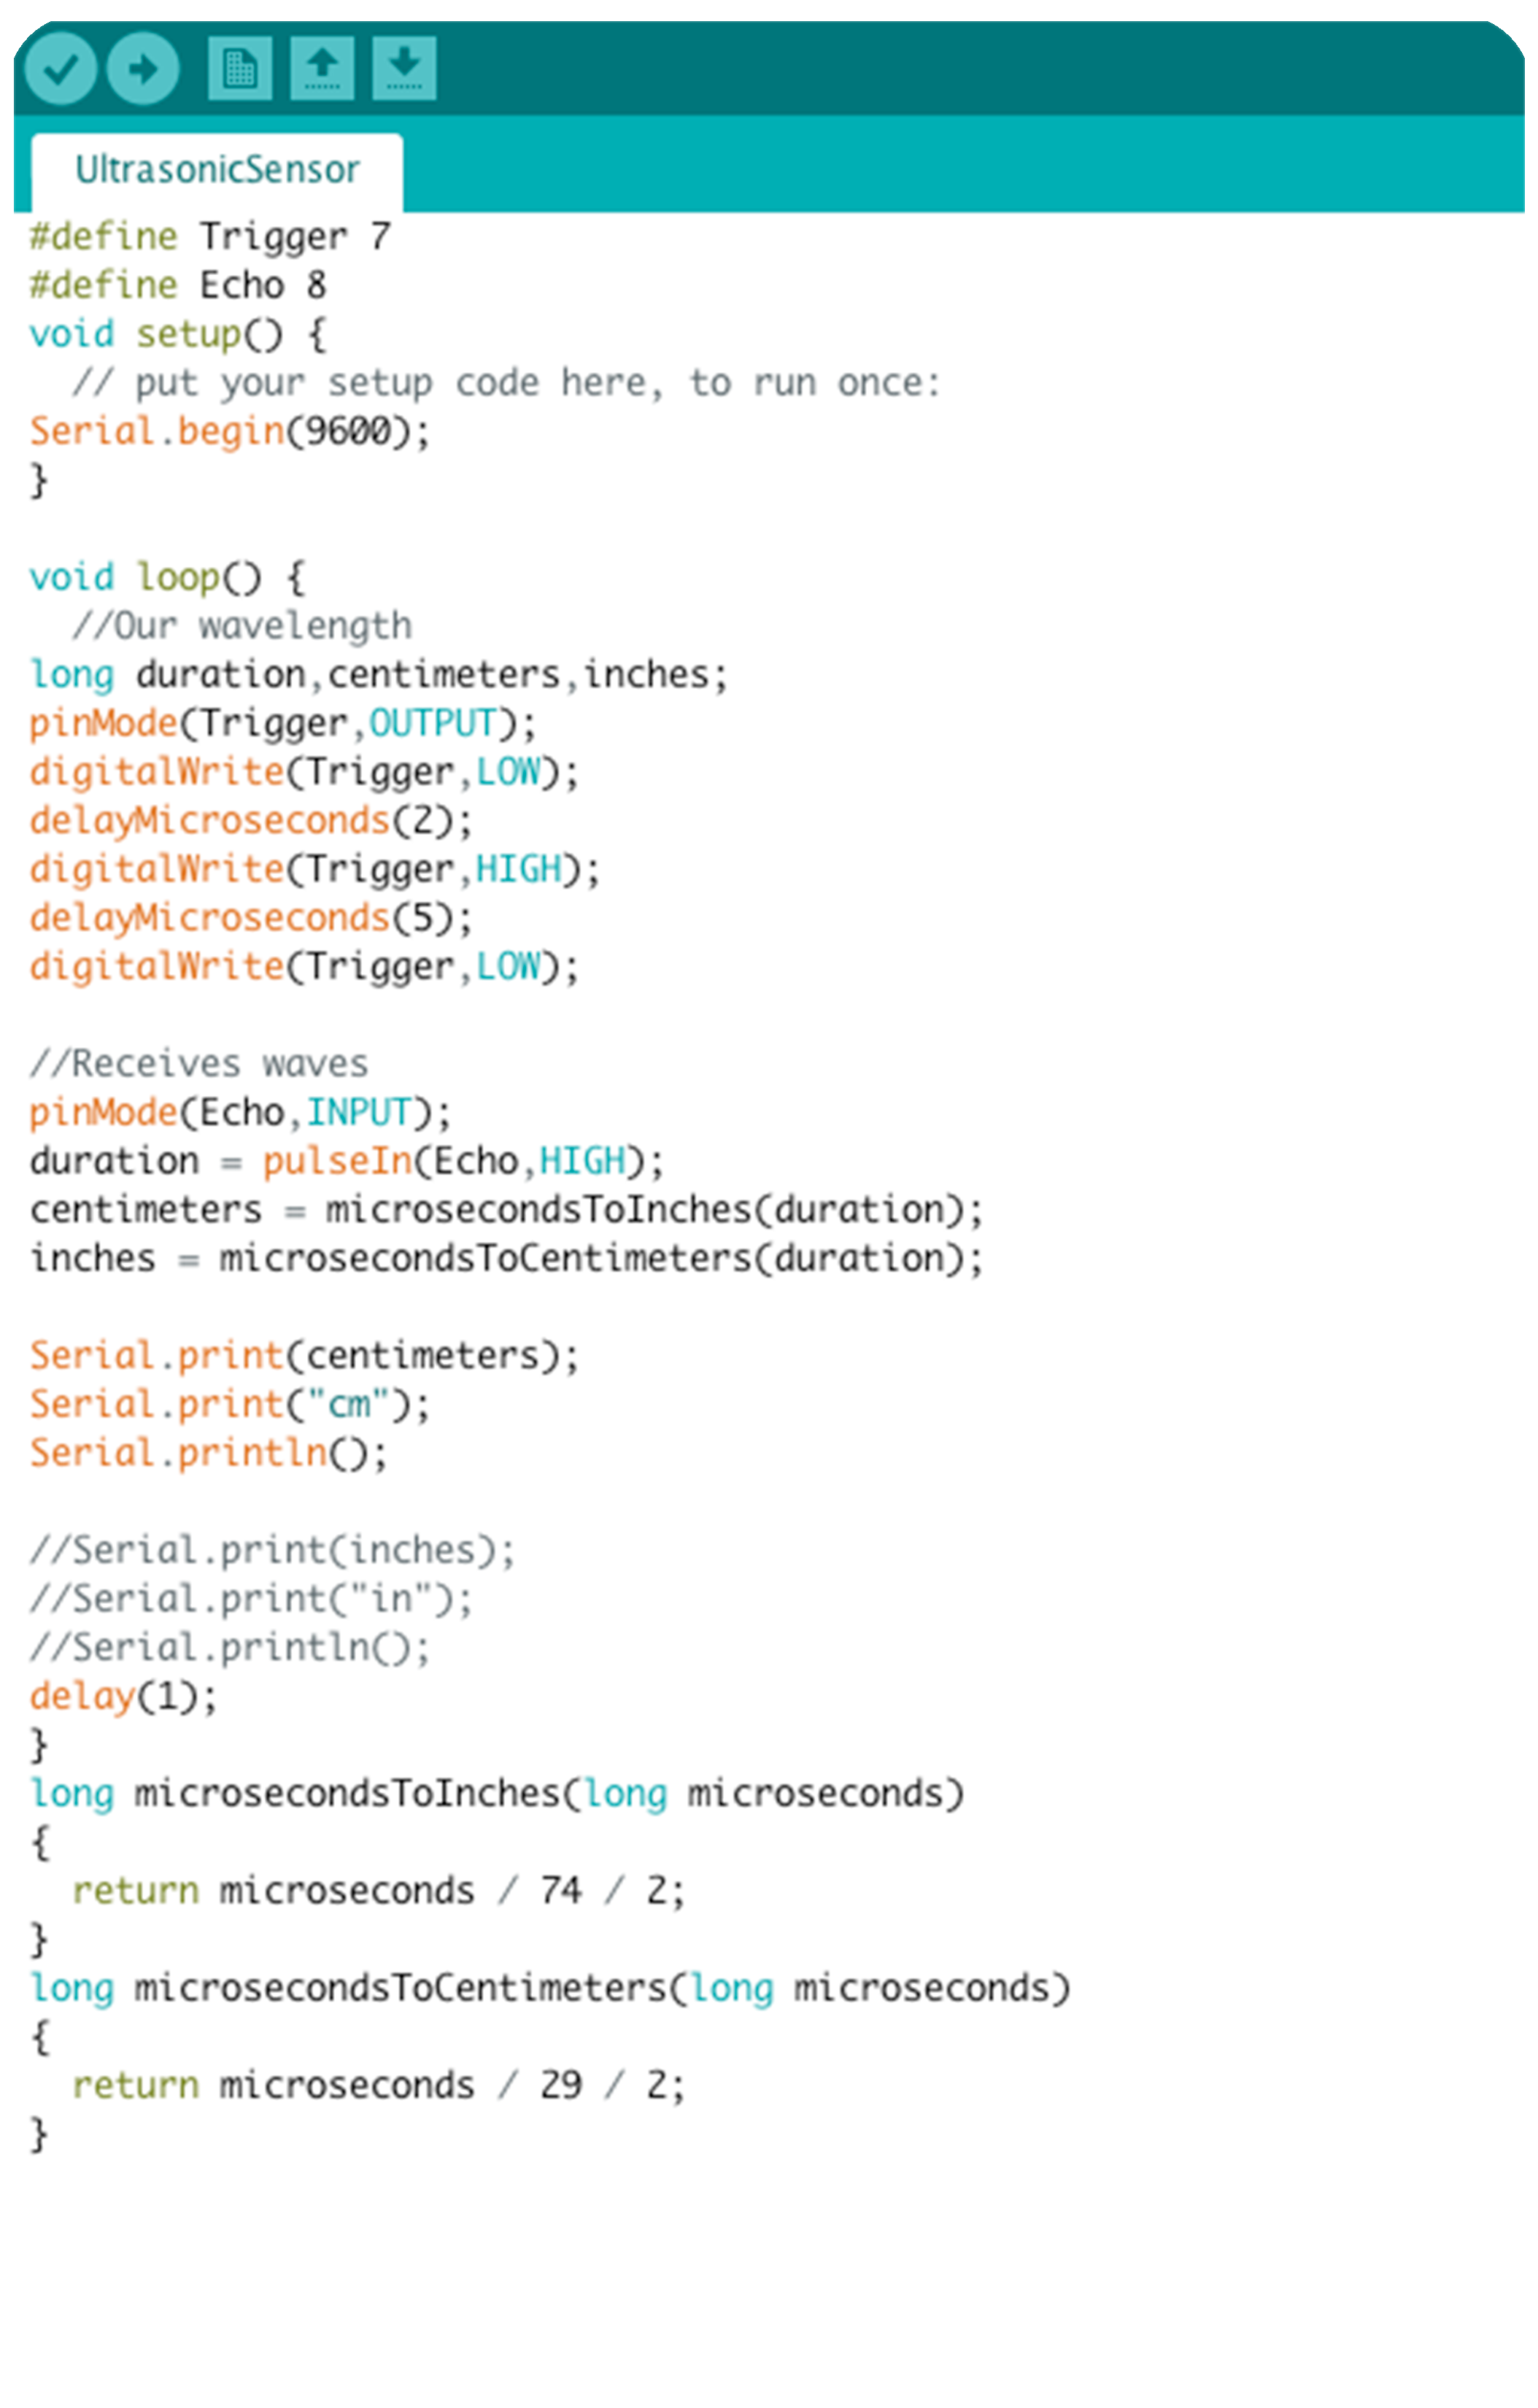 UltrasonicSensor
#define Trigger 7
#define Echo 8
void setup() {
  // put your setup code here, to run once:
Serial.begin(9600);
}

void loop() {
  //Our wavelength
long duration,centimeters,inches;
pinMode(Trigger,OUTPUT);
digitalWrite(Trigger,LOW);
delayMicroseconds(2);
digitalWrite(Trigger,HIGH);
delayMicroseconds(5);
digitalWrite(Trigger,LOW);

//Receives waves
pinMode(Echo,INPUT);
duration = pulseIn(Echo,HIGH);
centimeters = microsecondsToInches(duration);
inches = microsecondsToCentimeters(duration);

Serial.print(centimeters);
Serial.print("cm");
Serial.println();

//Serial.print(inches);
//Serial.print("in");
//Serial.println();
delay(1);
}
long microsecondsToInches(long microseconds)
{
  return microseconds / 74 / 2;
}
long microsecondsToCentimeters(long microseconds)
{
  return microseconds / 29 / 2;
}